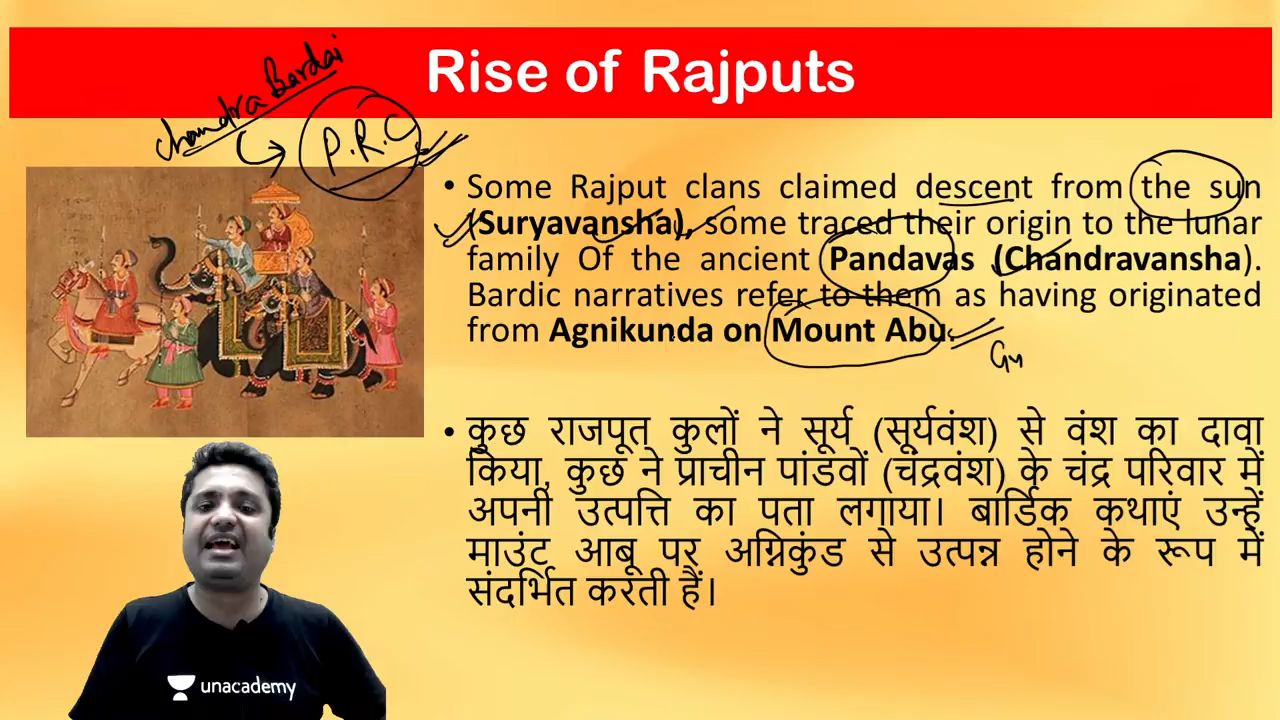 Rise of Rajputs
Chandra Bardai
P.R.C
• Some Rajput clans claimed descent from the sun
(Suryavansha), some traced their origin to the lunar
family Of the ancient Pandavas (Chandravansha).
Bardic narratives refer to them as having originated
from Agnikunda on Mount Abu.
• कुछ राजपूत कुलों ने सूर्य (सूर्यवंश) से वंश का दावा
किया, कुछ ने प्राचीन पांडवों (चंद्रवंश) के चंद्र परिवार में
अपनी उत्पत्ति का पता लगाया। बार्डिक कथाएं उन्हें
माउंट आबू पर अग्निकुंड से उत्पन्न होने के रूप में
संदर्भित करती हैं।
unacademy